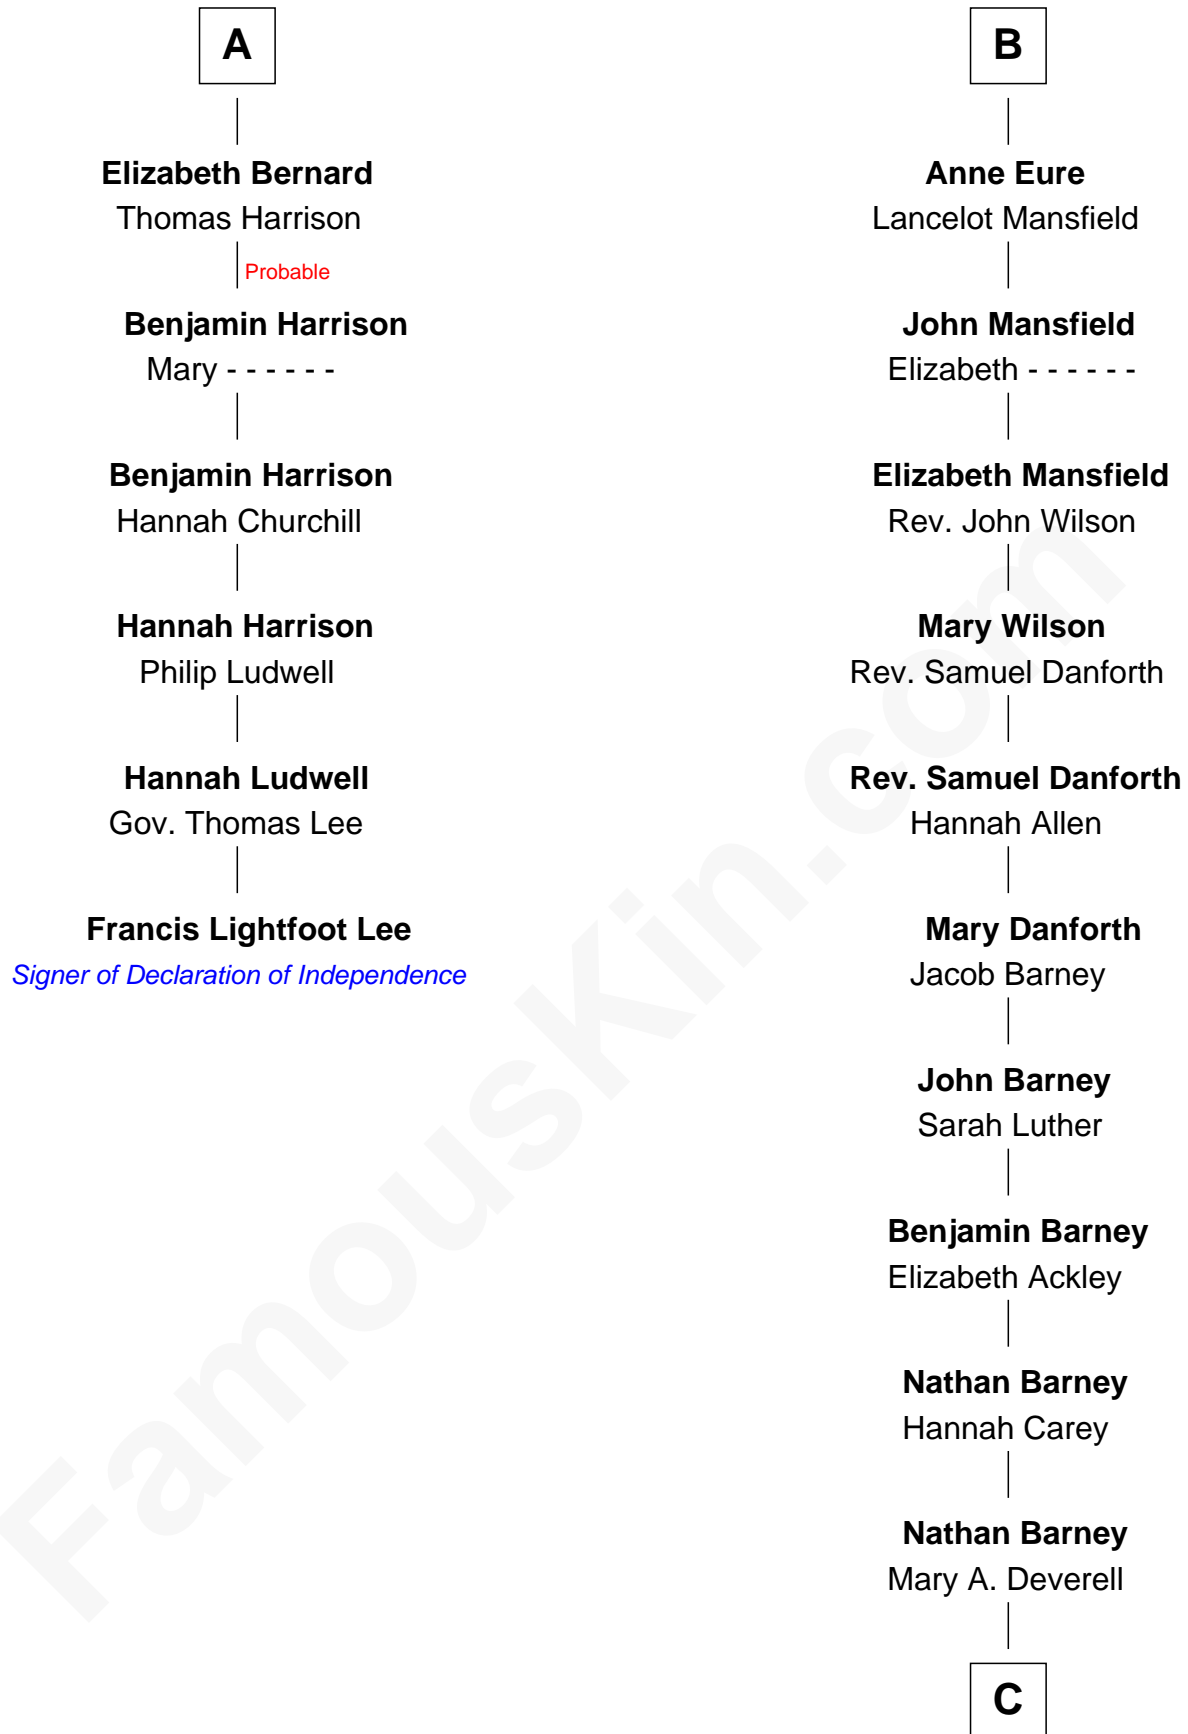 A
Elizabeth Bernard
Thomas Harrison
Probable
Benjamin Harrison
Mary - - - - - -
Benjamin Harrison
Hannah Churchill
Hannah Harrison
Philip Ludwell
Hannah Ludwell
Gov. Thomas Lee
Francis Lightfoot Lee
Signer of Declaration of Independence
B
Anne Eure
Lancelot Mansfield
John Mansfield
Elizabeth - - - - - -
Elizabeth Mansfield
Rev. John Wilson
Mary Wilson
Rev. Samuel Danforth
Rev. Samuel Danforth
Hannah Allen
Mary Danforth
Jacob Barney
John Barney
Sarah Luther
Benjamin Barney
Elizabeth Ackley
Nathan Barney
Hannah Carey
Nathan Barney
Mary A. Deverell
C
FamousKin.com